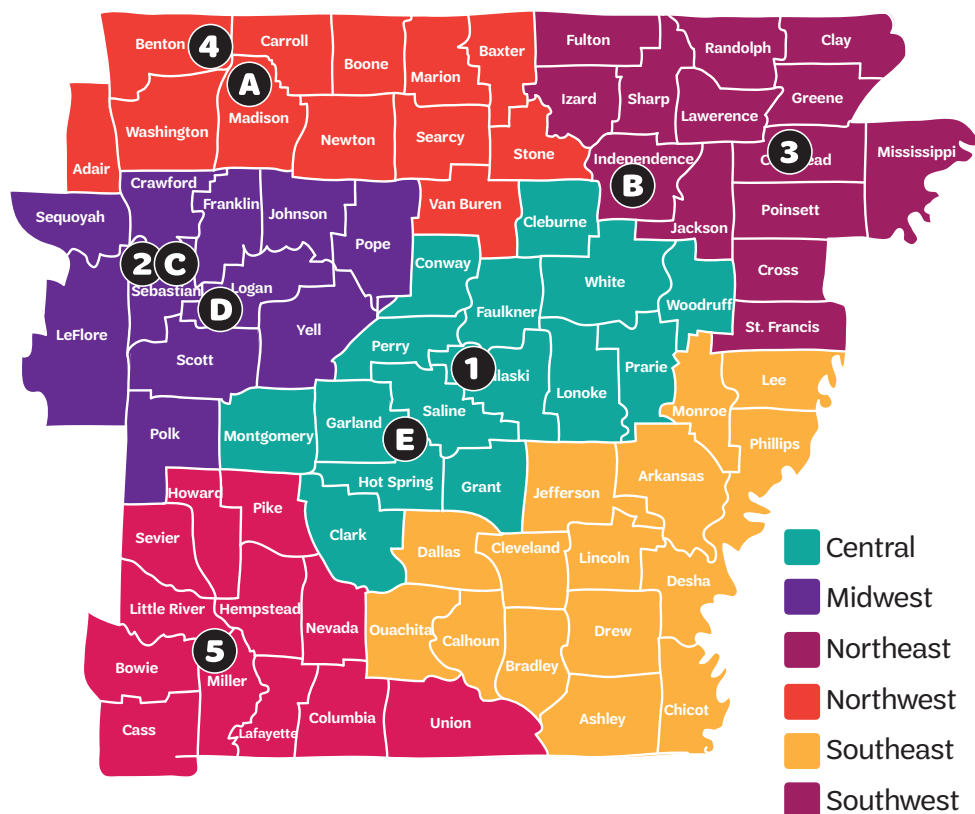 Benton
4
Carroll
Boone
Marion
Baxter
Fulton
Randolph
Clay
A
Madison
Izard
Sharp
Lawerence
Greene
Washington
Newton
Searcy
Stone
Independence
3
ead
Mississippi
Adair
Crawford
B
Sequoyah
Franklin
Johnson
Van Buren
Cleburne
Jackson
Poinsett
Pope
2
C
Conway
White
Cross
Sebastian
Logan
D
Faulkner
Woodruff
LeFlore
Scott
Yell
Perry
1
laski
Lonoke
Prarie
St. Francis
Lee
Polk
Montgomery
Garland
Saline
E
Monroe
Phillips
Howard
Pike
Hot Spring
Grant
Jefferson
Arkansas
Sevier
Clark
Dallas
Cleveland
Lincoln
Desha
Little River
Hempstead
Nevada
Ouachita
Calhoun
Drew
Bowie
5
Miller
Bradley
Cass
Lafayette
Columbia
Union
Ashley
Chicot
Central
Midwest
Northeast
Northwest
Southeast
Southwest